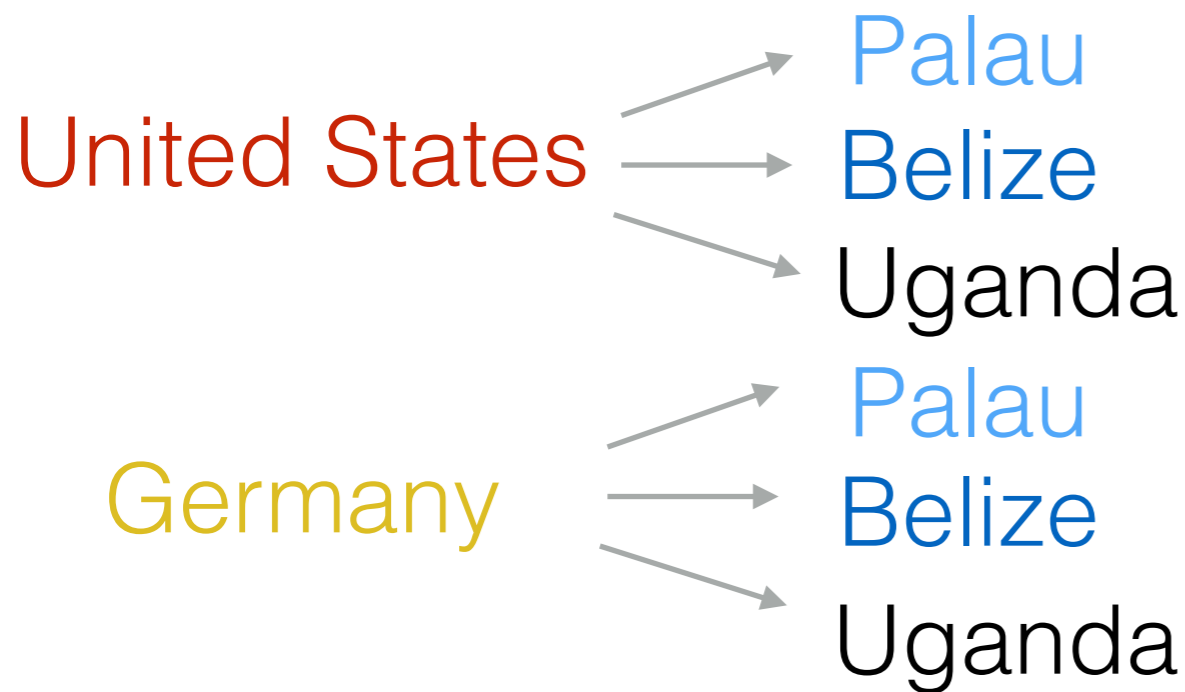 United States
Palau
Belize
Uganda
Germany
Palau
Belize
Uganda